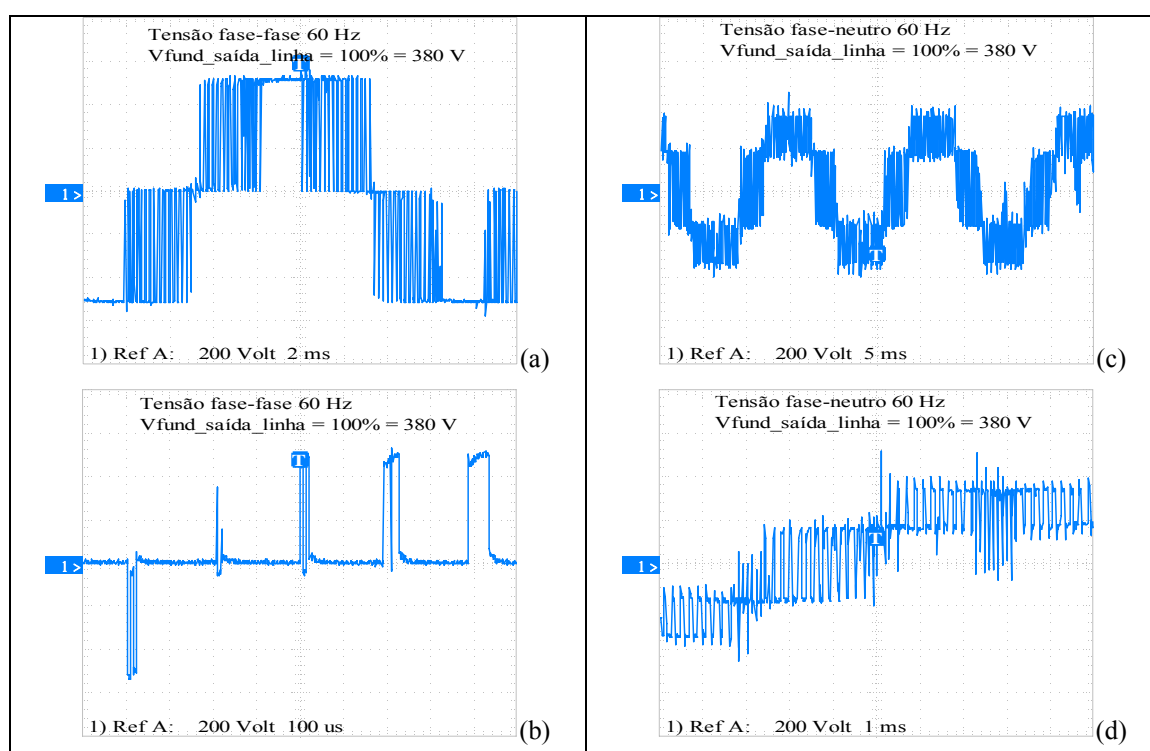 Tensão fase-fase 60 Hz
Vfund_saída_linha = 100% = 380 V
T
1 >
1) Ref A: 200 Volt 2 ms
(a)
Tensão fase-neutro 60 Hz
Vfund_saída_linha = 100% = 380 V
1 >
T
1) Ref A: 200 Volt 5 ms
(c)
Tensão fase-fase 60 Hz
Vfund_saída_linha = 100% = 380 V
T
1 >
1) Ref A: 200 Volt 100 us
(b)
Tensão fase-neutro 60 Hz
Vfund_saída_linha = 100% = 380 V
T
1 >
1) Ref A: 200 Volt 1 ms
(d)